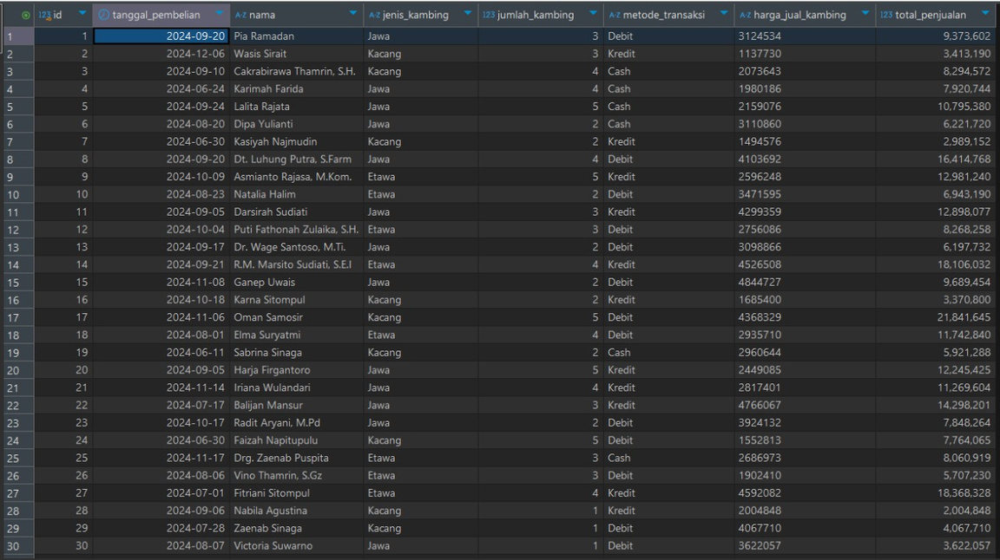 123 id tanggal_pembelian A-Z nama A-Z jenis_kambing 123 jumlah_kambing A-Z metode_transaksi A-Z harga_jual_kambing 123 total_penjualan
1 1 2024-09-20 Pia Ramadan Jawa 3 Debit 3124534 9,373,602
2 2 2024-12-06 Wasis Sirait Kacang 3 Kredit 1137730 3,413,190
3 3 2024-09-10 Cakrabirawa Thamrin, S.H. Kacang 4 Cash 2073643 8,294,572
4 4 2024-06-24 Karimah Farida Jawa 4 Cash 1980186 7,920,744
5 5 2024-09-24 Lalita Rajata Jawa 5 Cash 2159076 10,795,380
6 6 2024-08-20 Dipa Yulianti Jawa 2 Cash 3110860 6,221,720
7 7 2024-06-30 Kasiyah Najmudin Kacang 2 Kredit 1494576 2,989,152
8 8 2024-09-20 Dt. Luhung Putra, S.Farm Jawa 4 Debit 4103692 16,414,768
9 9 2024-10-09 Asmianto Rajasa, M.Kom. Etawa 5 Kredit 2596248 12,981,240
10 10 2024-08-23 Natalia Halim Etawa 2 Debit 3471595 6,943,190
11 11 2024-09-05 Darsirah Sudiati Jawa 3 Kredit 4299359 12,898,077
12 12 2024-10-04 Puti Fathonah Zulaika, S.H. Etawa 3 Debit 2756086 8,268,258
13 13 2024-09-17 Dr. Wage Santoso, M.Ti. Jawa 2 Debit 3098866 6,197,732
14 14 2024-09-21 R.M. Marsito Sudiati, S.E.I Etawa 4 Kredit 4526508 18,106,032
15 15 2024-11-08 Ganep Uwais Jawa 2 Debit 4844727 9,689,454
16 16 2024-10-18 Karna Sitompul Kacang 2 Kredit 1685400 3,370,800
17 17 2024-11-06 Oman Samosir Kacang 5 Debit 4368329 21,841,645
18 18 2024-08-01 Elma Suryatmi Etawa 4 Debit 2935710 11,742,840
19 19 2024-06-11 Sabrina Sinaga Kacang 2 Cash 2960644 5,921,288
20 20 2024-09-05 Harja Firgantoro Jawa 5 Kredit 2449085 12,245,425
21 21 2024-11-14 Iriana Wulandari Jawa 4 Kredit 2817401 11,269,604
22 22 2024-07-17 Balijan Mansur Jawa 3 Kredit 4766067 14,298,201
23 23 2024-10-17 Radit Aryani, M.Pd Jawa 2 Debit 3924132 7,848,264
24 24 2024-06-30 Faizah Napitupulu Kacang 5 Debit 1552813 7,764,065
25 25 2024-11-17 Drg. Zaenab Puspita Etawa 3 Cash 2686973 8,060,919
26 26 2024-08-06 Vino Thamrin, S.Gz Etawa 3 Debit 1902410 5,707,230
27 27 2024-07-01 Fitriani Sitompul Etawa 4 Kredit 4592082 18,368,328
28 28 2024-09-06 Nabila Agustina Kacang 1 Kredit 2004848 2,004,848
29 29 2024-07-28 Zaenab Sinaga Kacang 1 Debit 4067710 4,067,710
30 30 2024-08-07 Victoria Suwarno Jawa 1 Debit 3622057 3,622,057